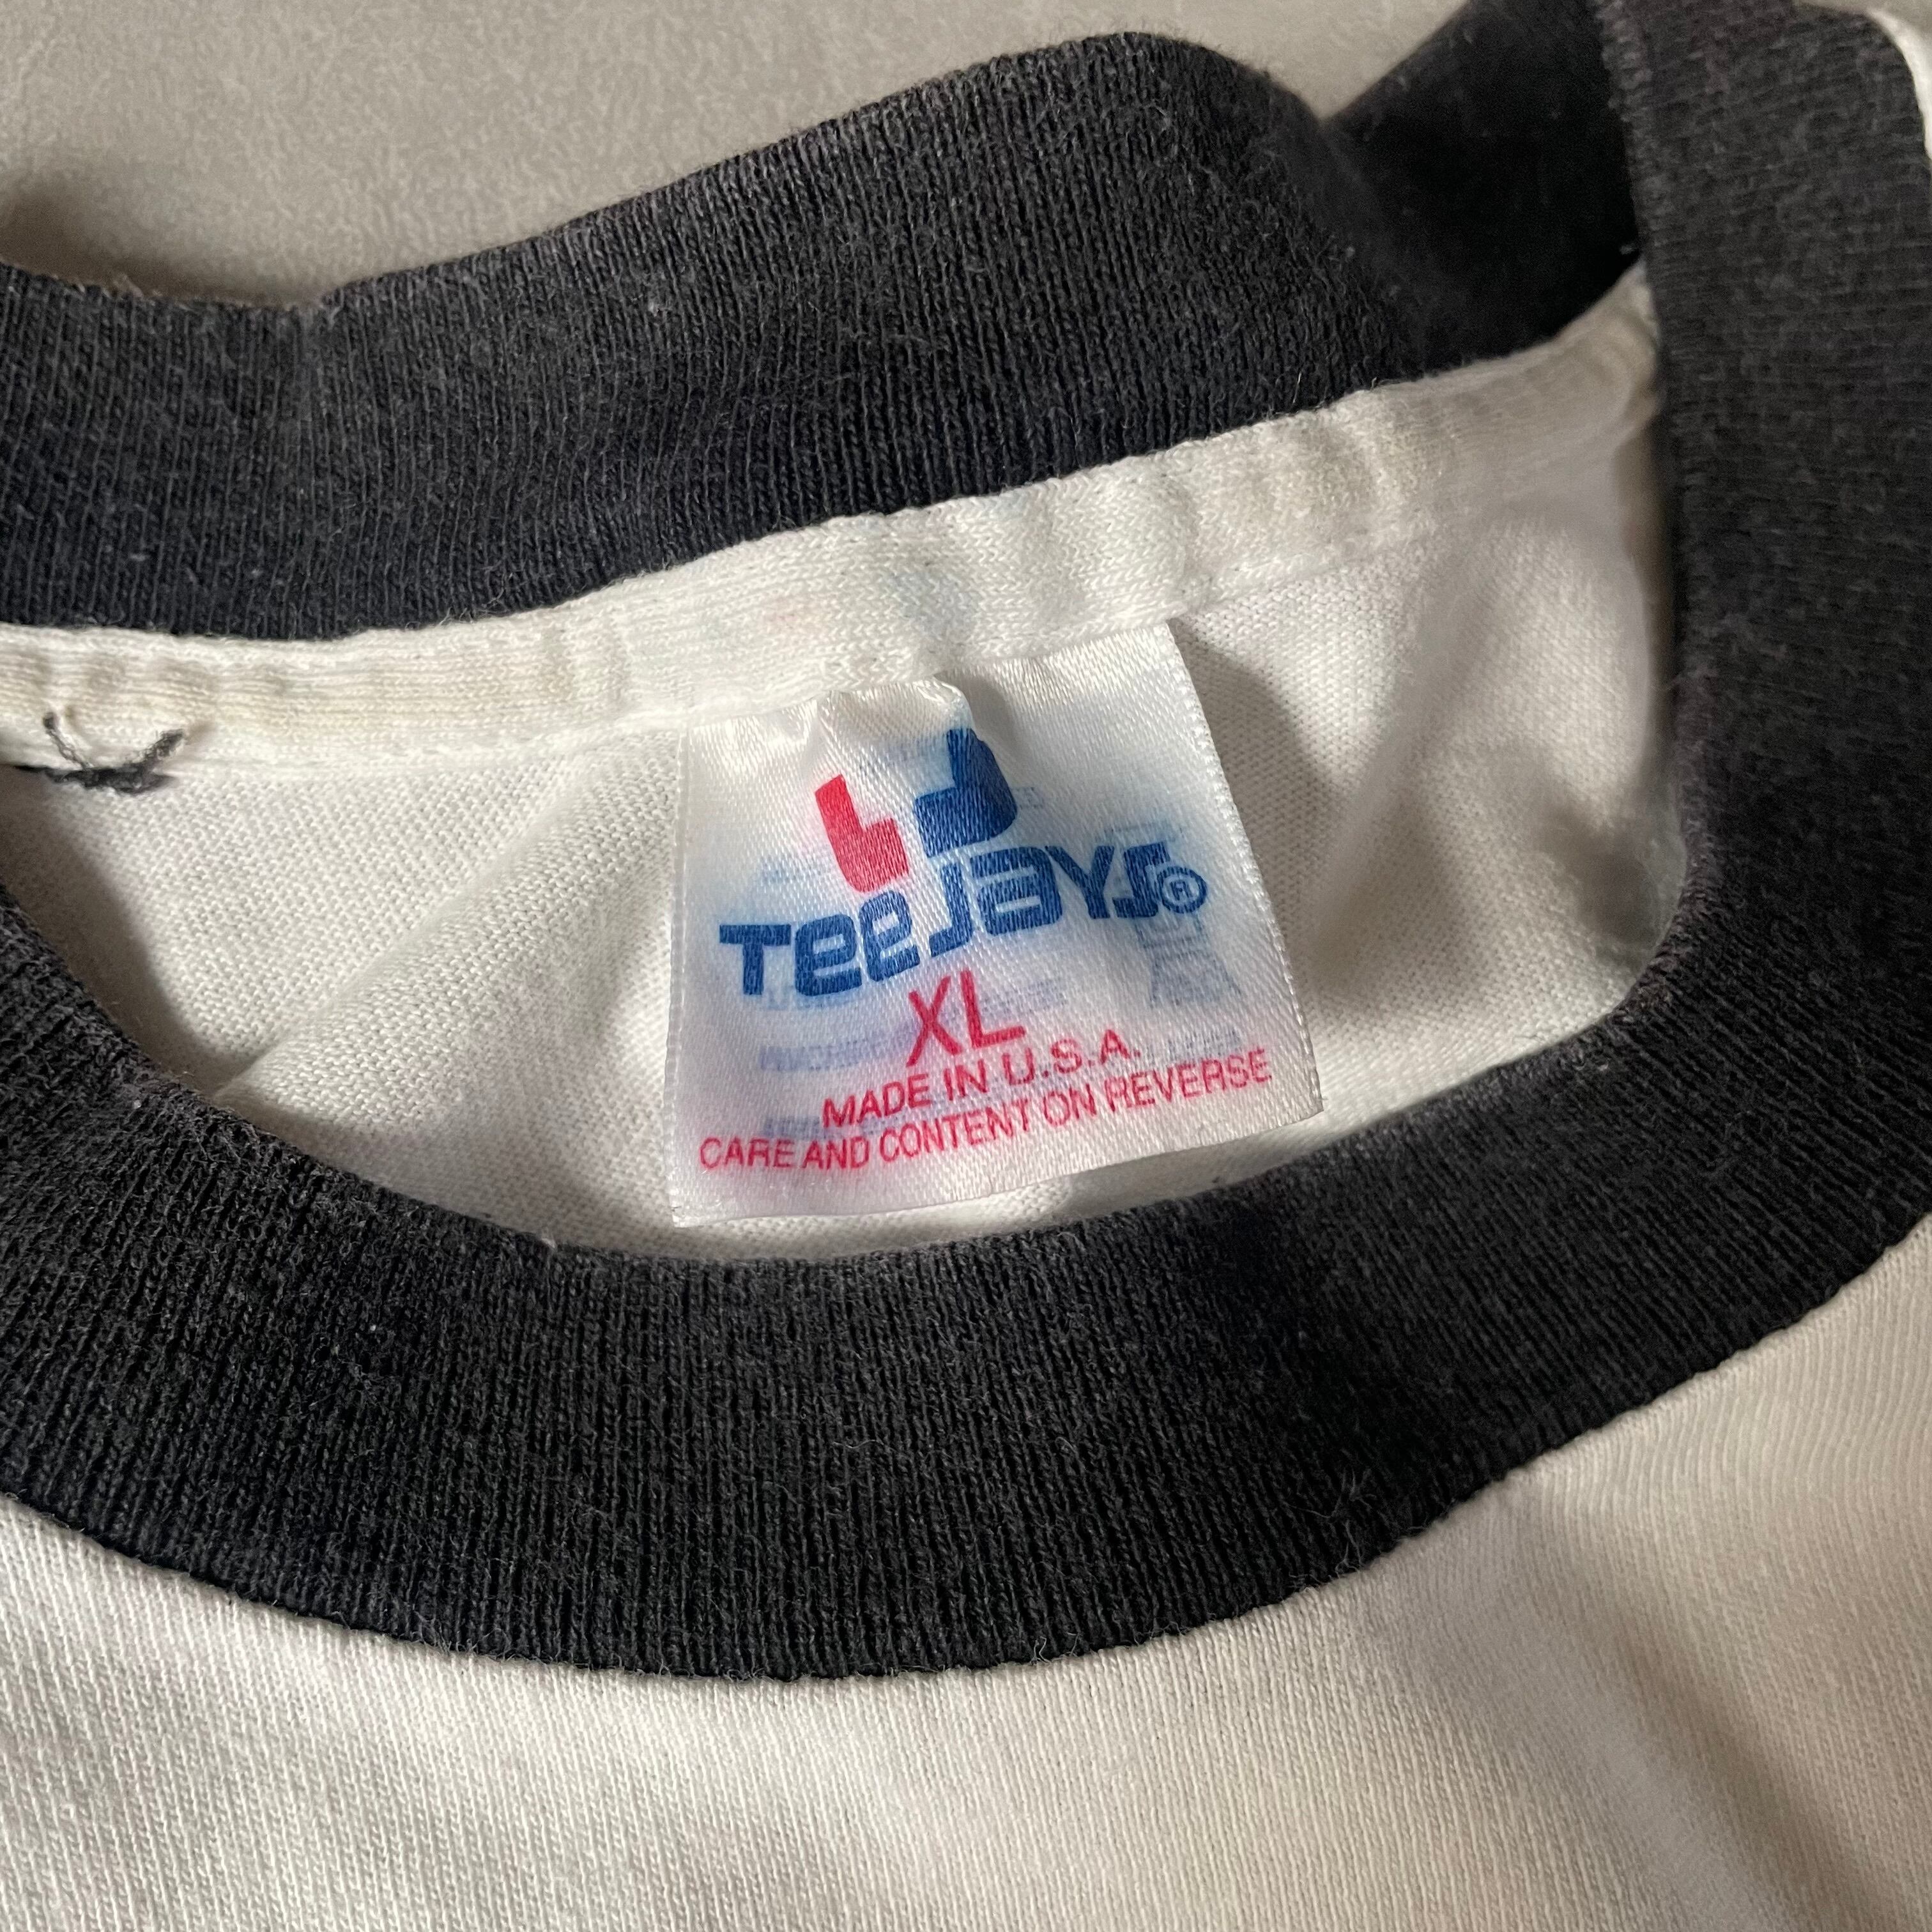 TeeJays®
XL
MADE IN U.S.A.
CARE AND CONTENT ON REVERSE